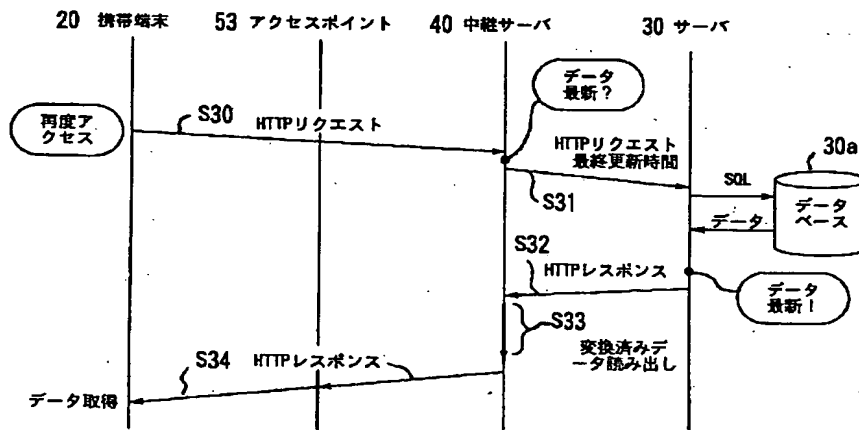 20 携帯端末
53 アクセスポイント
40 中継サーバ
30 サーバ
データ
最新?
再度ア
クセス
S30
HTTPリクエスト
HTTPリクエスト
最終更新時間
S31
30a
SQL
データ
データ
ベース
S32
HTTPレスポンス
データ
最新!
S33
変換済みデ
ータ読み出し
S34
HTTPレスポンス
データ取得